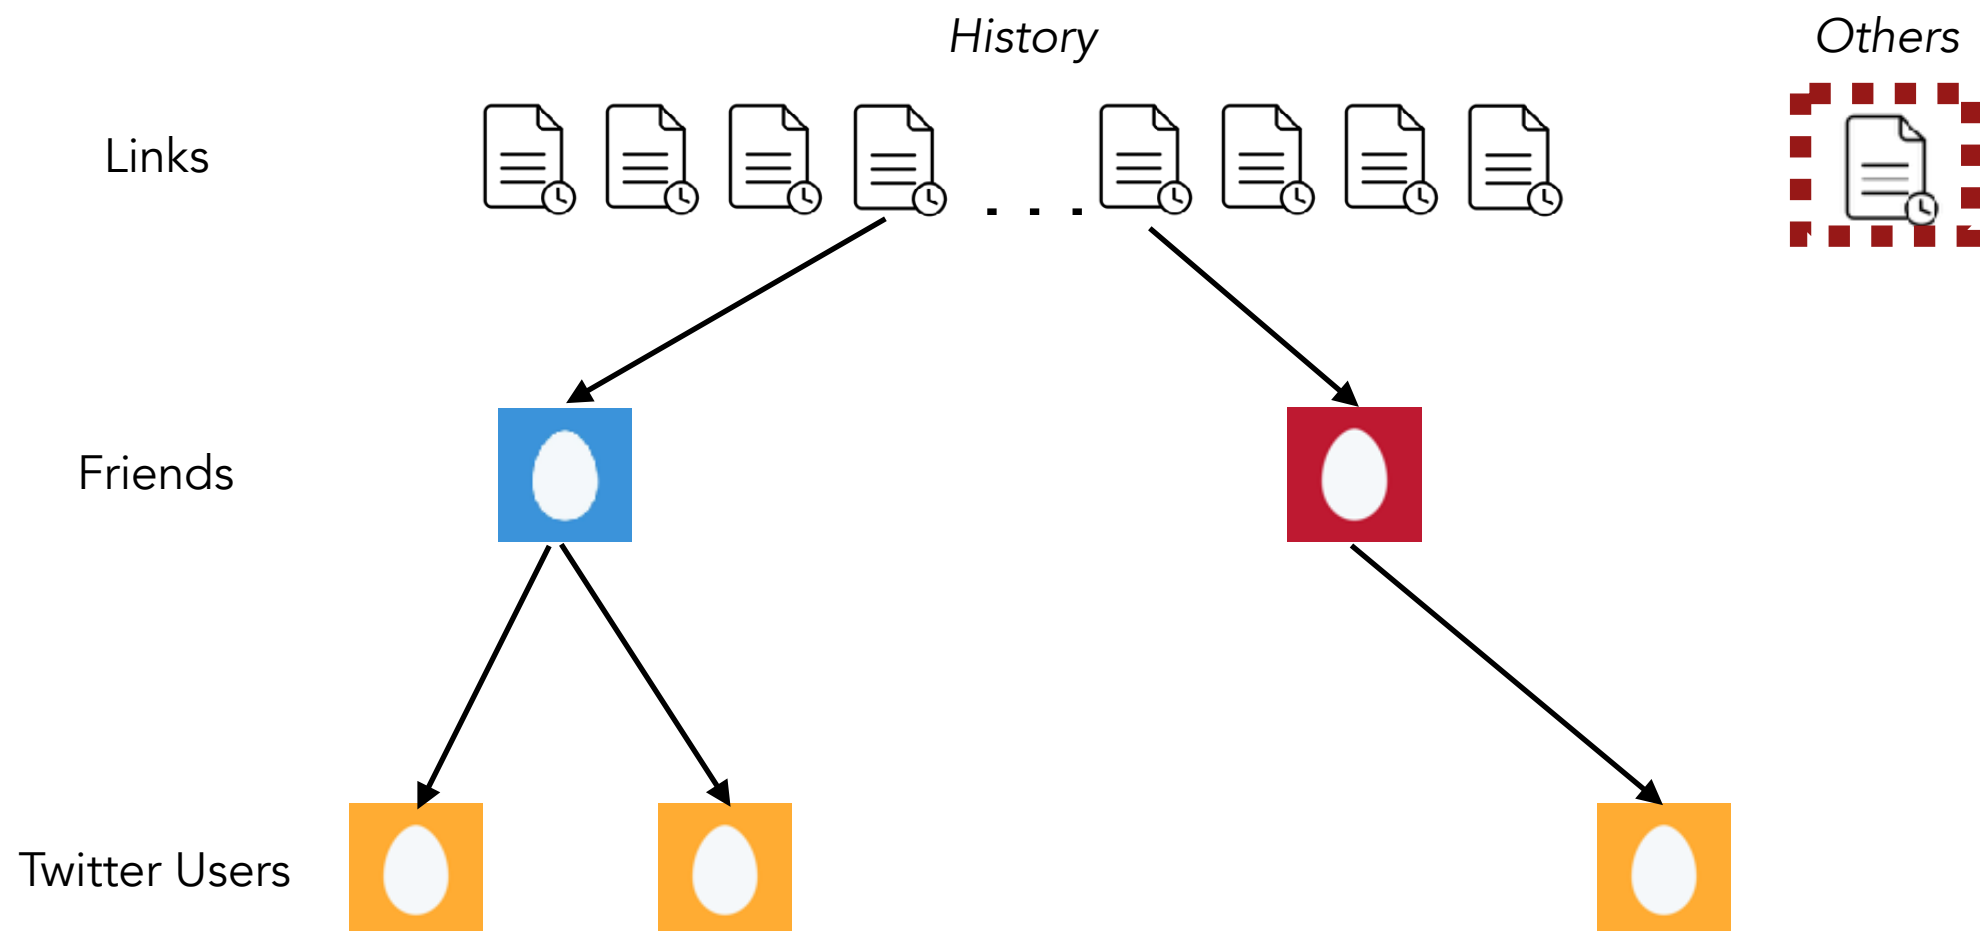 History
Others
Links
. . .
Friends
Twitter Users